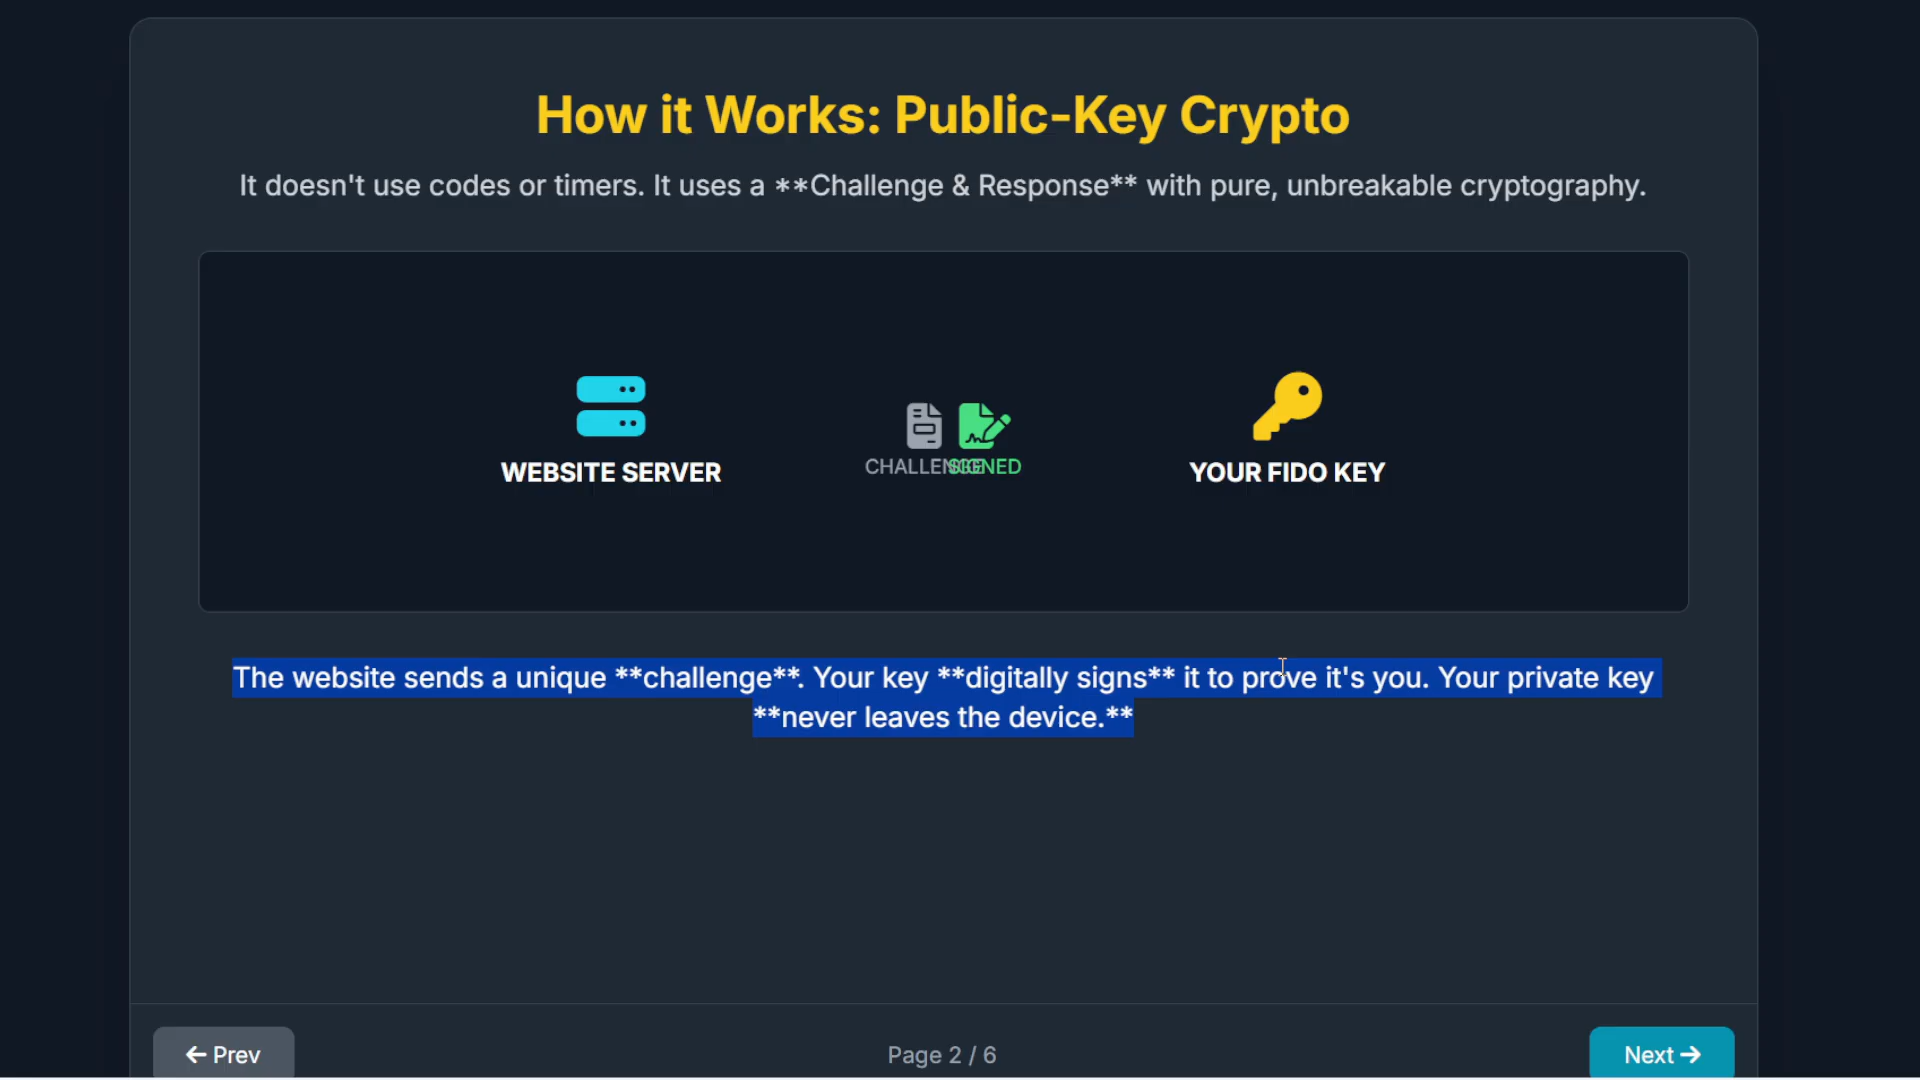 How it Works: Public-Key Crypto
It doesn't use codes or timers. It uses a **Challenge & Response** with pure, unbreakable cryptography.
CHALLENGE SIGNED
WEBSITE SERVER
YOUR FIDO KEY
The website sends a unique **challenge**. Your key **digitally signs** it to prove it's you. Your private key
**never leaves the device.**
← Prev
Page 2 / 6
Next →